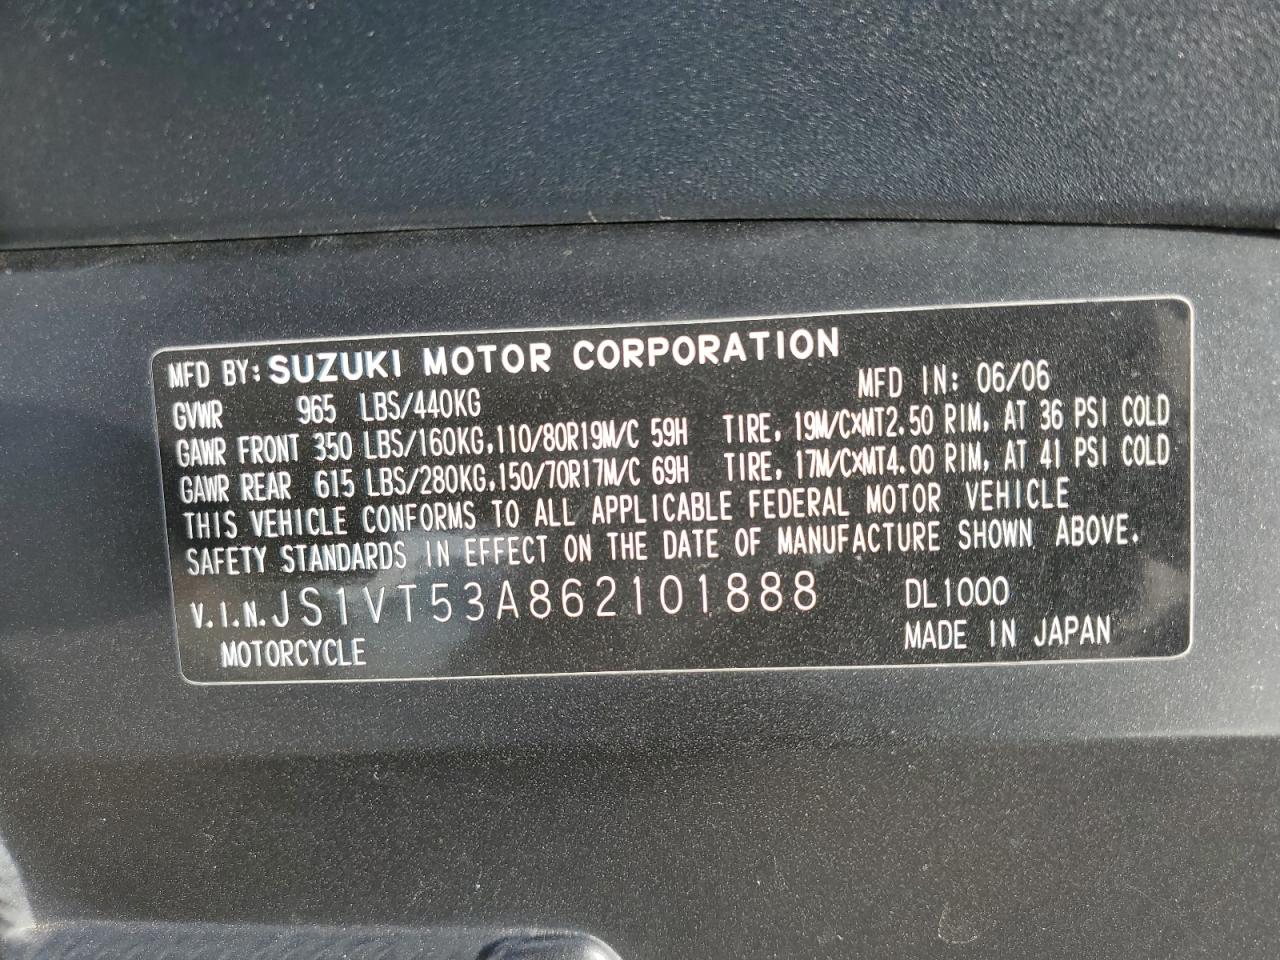 MFD BY: SUZUKI MOTOR CORPORATION
GVWR 965 LBS/440KG MFD IN: 06/06
GAWR FRONT 350 LBS/160KG, 110/80R19M/C 59H TIRE, 19M/C×MT2.50 RIM, AT 36 PSI COLD
GAWR REAR 615 LBS/280KG, 150/70R17M/C 69H TIRE, 17M/C×MT4.00 RIM, AT 41 PSI COLD
THIS VEHICLE CONFORMS TO ALL APPLICABLE FEDERAL MOTOR VEHICLE
SAFETY STANDARDS IN EFFECT ON THE DATE OF MANUFACTURE SHOWN ABOVE.
V.I.N. JS1VT53A862101888 DL1000
MOTORCYCLE MADE IN JAPAN